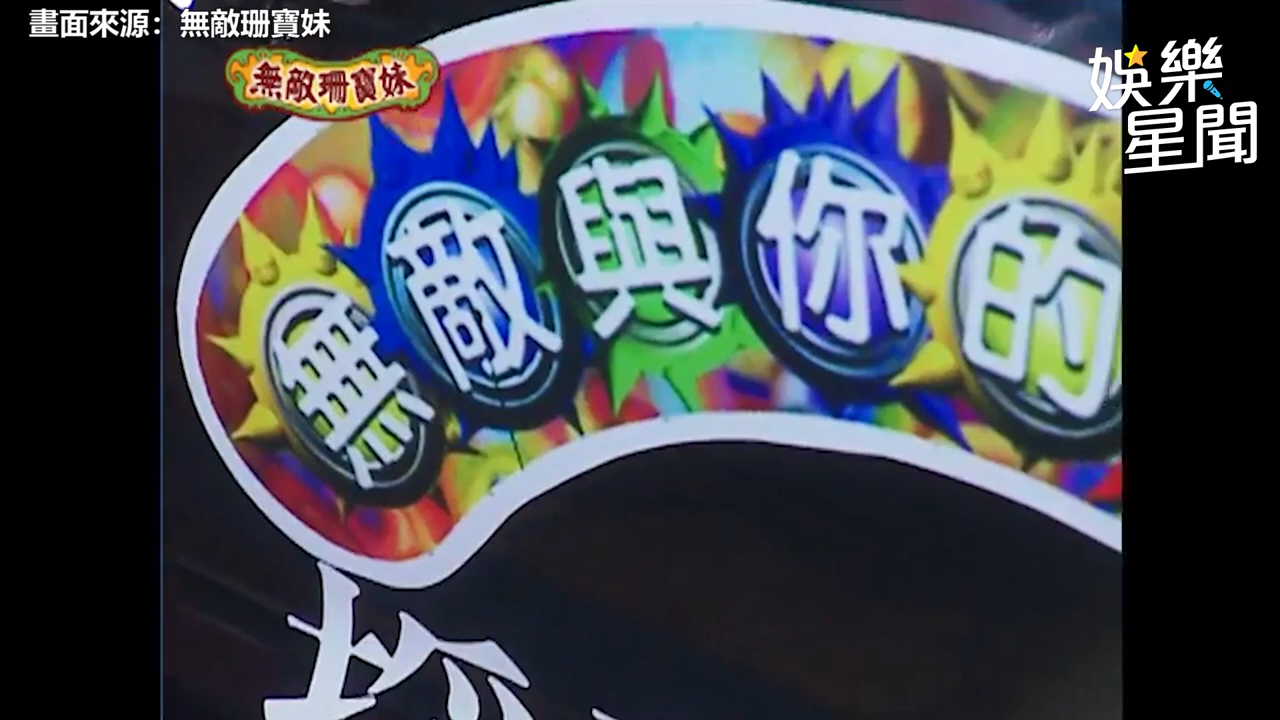 畫面來源：無敵珊寶妹
無敵珊寶妹
娛樂
星聞
無敵與你的